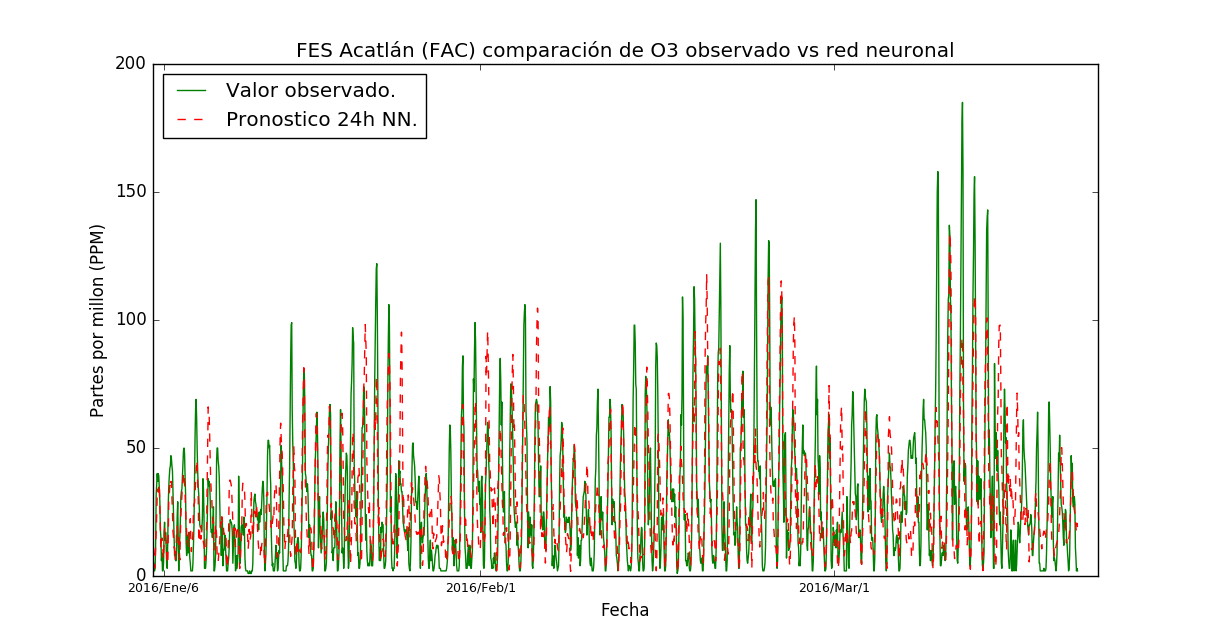 FES Acatlán (FAC) comparación de O3 observado vs red neuronal
Valor observado.
Pronostico 24h NN.
Partes por millon (PPM)
200
150
100
50
0
2016/Ene/6
2016/Feb/1
2016/Mar/1
Fecha